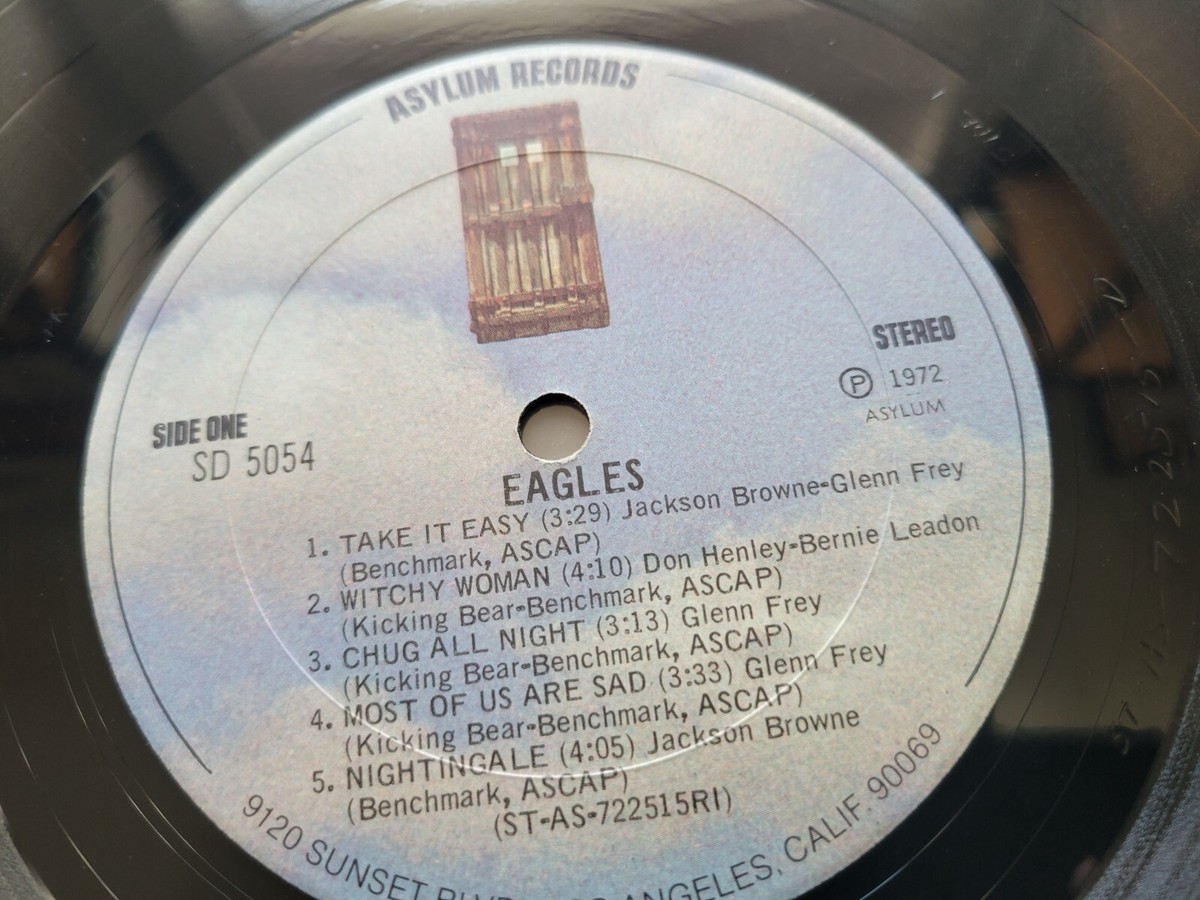 ASYLUM RECORDS
STEREO
Ⓟ 1972
ASYLUM
SIDE ONE
SD 5054
EAGLES
1. TAKE IT EASY (3:29) Jackson Browne-Glenn Frey
(Benchmark, ASCAP)
2. WITCHY WOMAN (4:10) Don Henley-Bernie Leadon
(Kicking Bear-Benchmark, ASCAP)
3. CHUG ALL NIGHT (3:13) Glenn Frey
(Kicking Bear-Benchmark, ASCAP)
4. MOST OF US ARE SAD (3:33) Glenn Frey
(Kicking Bear-Benchmark, ASCAP)
5. NIGHTINGALE (4:05) Jackson Browne
(Benchmark, ASCAP)
(ST-AS-722515RI)
9120 SUNSET ANGELES, CALIF. 90069